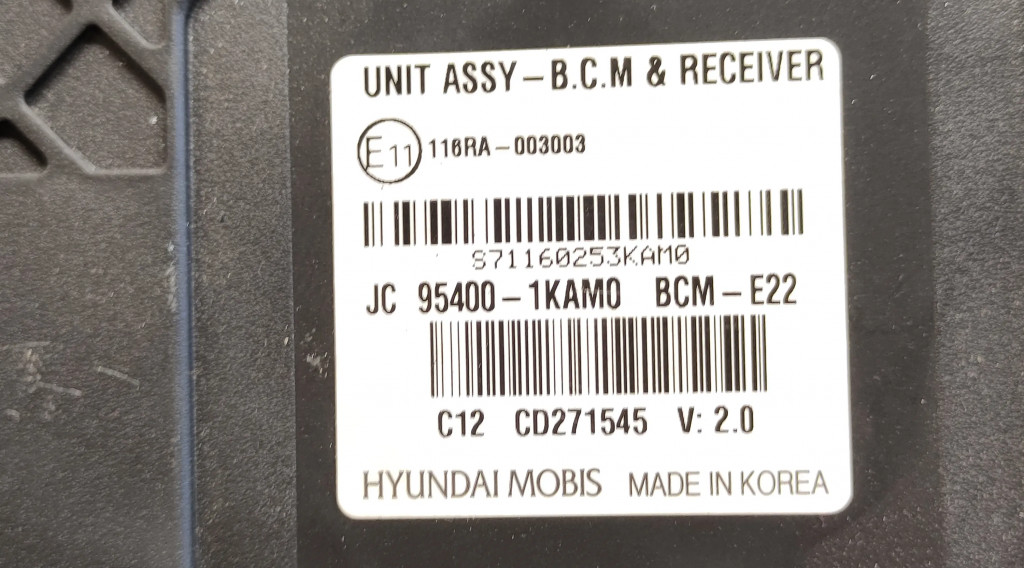 UNIT ASSY-B.C.M & RECEIVER
E11 116RA-003003
S71160253KAM0
JC 95400-1KAM0 BCM-E22
C12 CD271545 V: 2.0
HYUNDAI MOBIS MADE IN KOREA